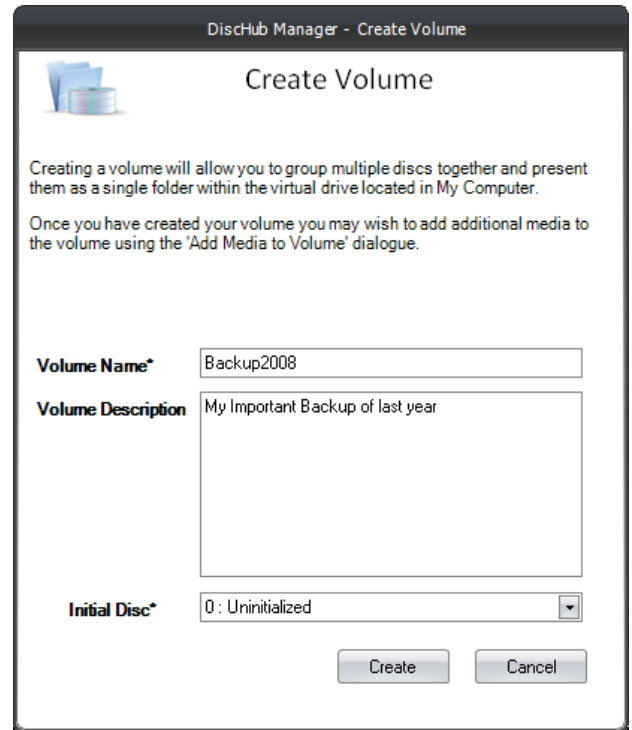 DiscHub Manager - Create Volume
Create Volume
Creating a volume will allow you to group multiple discs together and present
them as a single folder within the virtual drive located in My Computer.
Once you have created your volume you may wish to add additional media to
the volume using the 'Add Media to Volume' dialogue.
Volume Name*
Backup2008
Volume Description
My Important Backup of last year
Initial Disc*
0 : Uninitialized
Create
Cancel